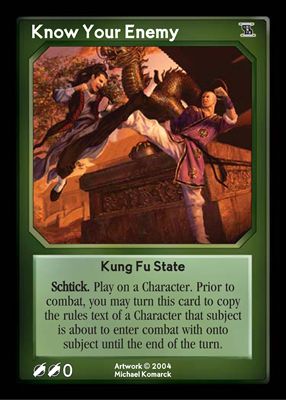 Know Your Enemy
Kung Fu State
Schtick. Play on a Character. Prior to
combat, you may turn this card to copy
the rules text of a Character that subject
is about to enter combat with onto
subject until the end of the turn.
0
Artwork © 2004
Michael Komarck